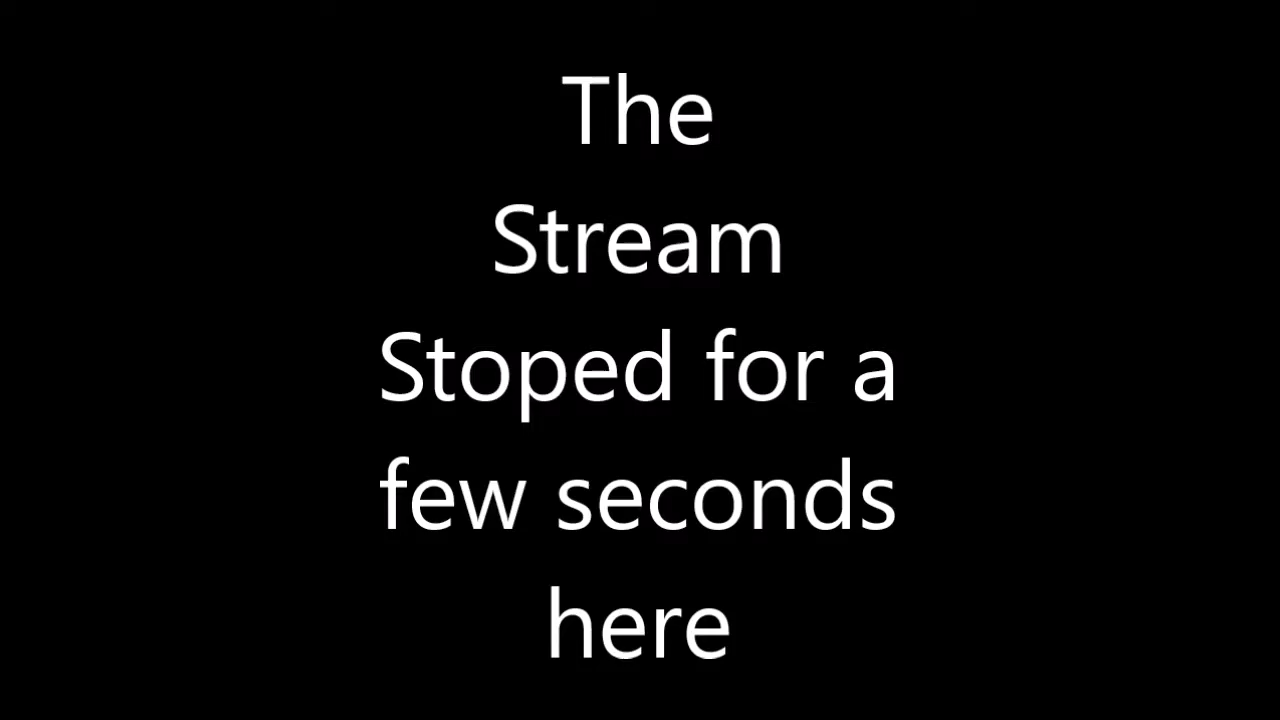 The
Stream
Stoped for a
few seconds
here